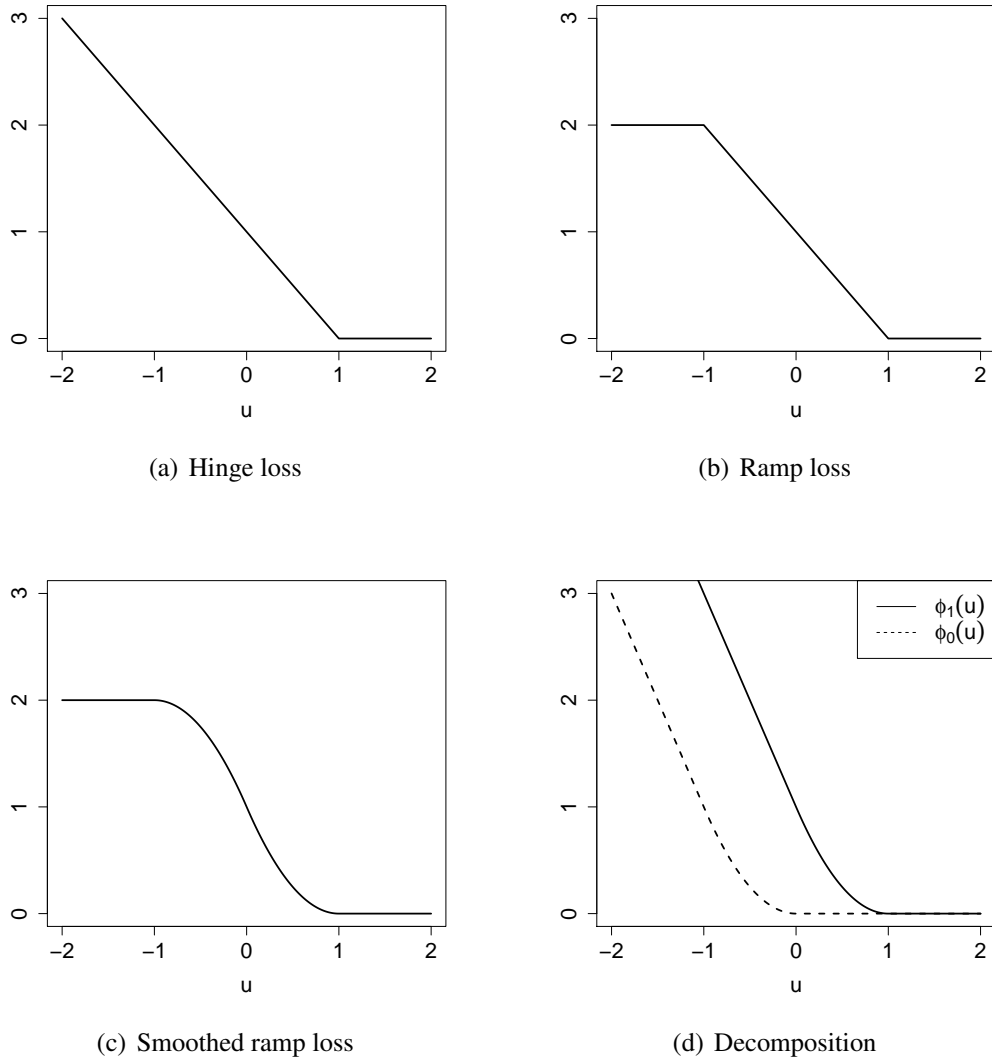 3
2
1
0
−2 −1 0 1 2
u
(a) Hinge loss
3
2
1
0
−2 −1 0 1 2
u
(b) Ramp loss
3
2
1
0
−2 −1 0 1 2
u
(c) Smoothed ramp loss
3
2
1
0
ϕ₁(u)
ϕ₀(u)
−2 −1 0 1 2
u
(d) Decomposition